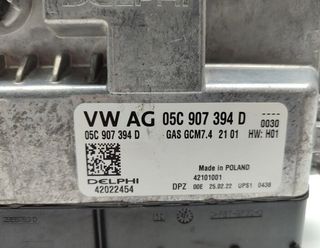 DELPHI
VW AG 05C 907 394 D
05C 907 394 D GAS GCM7.4 21 01 0030 HW: H01
Made in POLAND
42101001
DELPHI
42022454
DPZ 00E 25.02.22 UPS1 0438